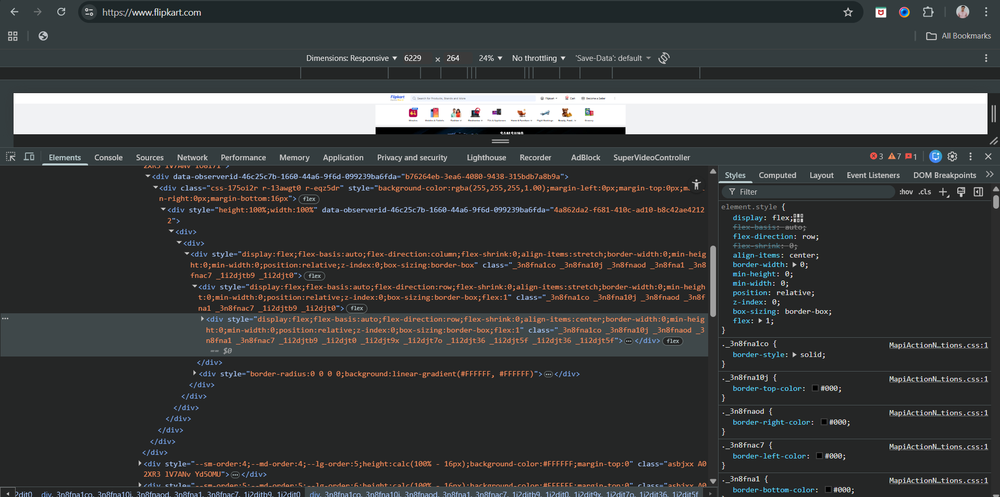 https://www.flipkart.com
All Bookmarks
Dimensions: Responsive 6229 × 264 24% No throttling 'Save-Data': default
Flipkart Search for Products, Brands and More Flipkart Cart Become a Seller
Minutes Mobiles & Tablets Fashion Electronics TVs & Appliances Home & Furniture Flight Bookings Beauty, Food.. Grocery
SAMSUNG
Elements Console Sources Network Performance Memory Application Privacy and security Lighthouse Recorder AdBlock SuperVideoController 3 7 1
2XR3 lV7ANv
<div data-observerid-46c25c7b-1660-44a6-9f6d-099239ba6fda="b76264eb-3ea6-4080-9438-315bdb7a8b9a">
<div class="css-175oi2r r-13awgt0 r-eqz5dr" style="background-color:rgba(255,255,255,1.00);margin-left:0px;margin-top:0px;m
n-right:0px;margin-bottom:16px"> flex
<div style="height:100%;width:100%" data-observerid-46c25c7b-1660-44a6-9f6d-099239ba6fda="4a862da2-f681-410c-ad10-b8c42ae4212
2">
<div>
<div>
<div style="display:flex;flex-basis:auto;flex-direction:column;flex-shrink:0;align-items:stretch;border-width:0;min-heig
ht:0;min-width:0;position:relative;z-index:0;box-sizing:border-box" class="_3n8fna1co _3n8fna10j _3n8fnaod _3n8fna1 _3n8
fnac7 _1i2djtb9 _1i2djt0"> flex
<div style="display:flex;flex-basis:auto;flex-direction:row;flex-shrink:0;align-items:stretch;border-width:0;min-heigh
t:0;min-width:0;position:relative;z-index:0;box-sizing:border-box;flex:1" class="_3n8fna1co _3n8fna10j _3n8fnaod _3n8f
na1 _3n8fnac7 _1i2djtb9 _1i2djt0"> flex
<div style="display:flex;flex-basis:auto;flex-direction:row;flex-shrink:0;align-items:center;border-width:0;min-heig
ht:0;min-width:0;position:relative;z-index:0;box-sizing:border-box;flex:1" class="_3n8fna1co _3n8fna10j _3n8fnaod _3
n8fna1 _3n8fnac7 _1i2djtb9 _1i2djt0 _1i2djt9x _1i2djt7o _1i2djt36 _1i2djt5f _1i2djt36 _1i2djt5f"> … </div> flex
== $0
</div>
<div style="border-radius:0 0 0 0;background:linear-gradient(#FFFFFF, #FFFFFF)"> … </div>
</div>
</div>
</div>
</div>
</div>
</div>
</div>
<div style="--sm-order:4;--md-order:4;--lg-order:5;height:calc(100% - 16px);background-color:#FFFFFF;margin-top:0" class="asbjxx A0
2XR3 lV7ANv Yd5OMU"> … </div>
<div style="--sm-order:5;--md-order:5;--lg-order:6;height:calc(100% - 16px);background-color:#FFFFFF;margin-top:0" class="asbjxx A0
2dit0 div._3n8fna1co._3n8fna10j._3n8fnaod._3n8fna1._3n8fnac7._1i2djtb9._1i2djt0 div._3n8fna1co._3n8fna10j._3n8fnaod._3n8fna1._3n8fnac7._1i2djtb9._1i2djt0._1i2djt9x._1i2djt7o._1i2djt36._1i2djt5f
Styles Computed Layout Event Listeners DOM Breakpoints
Filter :hov .cls
element.style {
display: flex;
flex-basis: auto;
flex-direction: row;
flex-shrink: 0;
align-items: center;
border-width: 0;
min-height: 0;
min-width: 0;
position: relative;
z-index: 0;
box-sizing: border-box;
flex: 1;
}
._3n8fna1co { MapiActionN…tions.css:1
border-style: solid;
}
._3n8fna10j { MapiActionN…tions.css:1
border-top-color: #000;
}
._3n8fnaod { MapiActionN…tions.css:1
border-right-color: #000;
}
._3n8fnac7 { MapiActionN…tions.css:1
border-left-color: #000;
}
._3n8fna1 { MapiActionN…tions.css:1
border-bottom-color: #000;